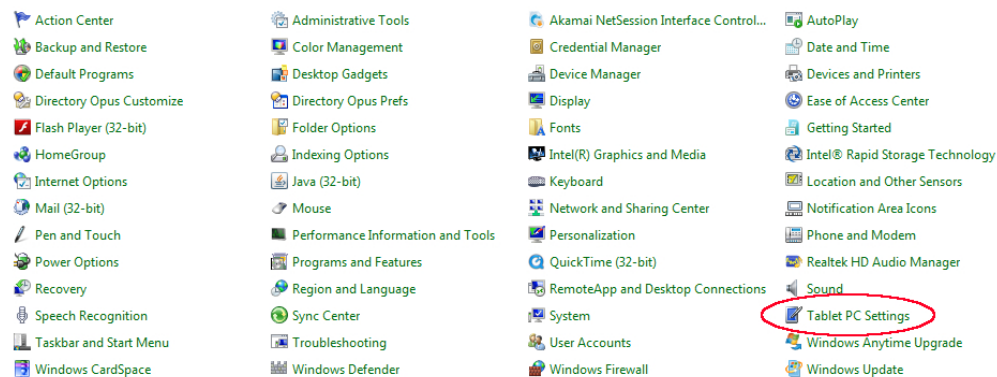 Action Center
Administrative Tools
Akamai NetSession Interface Control...
AutoPlay
Backup and Restore
Color Management
Credential Manager
Date and Time
Default Programs
Desktop Gadgets
Device Manager
Devices and Printers
Directory Opus Customize
Directory Opus Prefs
Display
Ease of Access Center
Flash Player (32-bit)
Folder Options
Fonts
Getting Started
HomeGroup
Indexing Options
Intel(R) Graphics and Media
Intel® Rapid Storage Technology
Internet Options
Java (32-bit)
Keyboard
Location and Other Sensors
Mail (32-bit)
Mouse
Network and Sharing Center
Notification Area Icons
Pen and Touch
Performance Information and Tools
Personalization
Phone and Modem
Power Options
Programs and Features
QuickTime (32-bit)
Realtek HD Audio Manager
Recovery
Region and Language
RemoteApp and Desktop Connections
Sound
Speech Recognition
Sync Center
System
Tablet PC Settings
Taskbar and Start Menu
Troubleshooting
User Accounts
Windows Anytime Upgrade
Windows CardSpace
Windows Defender
Windows Firewall
Windows Update